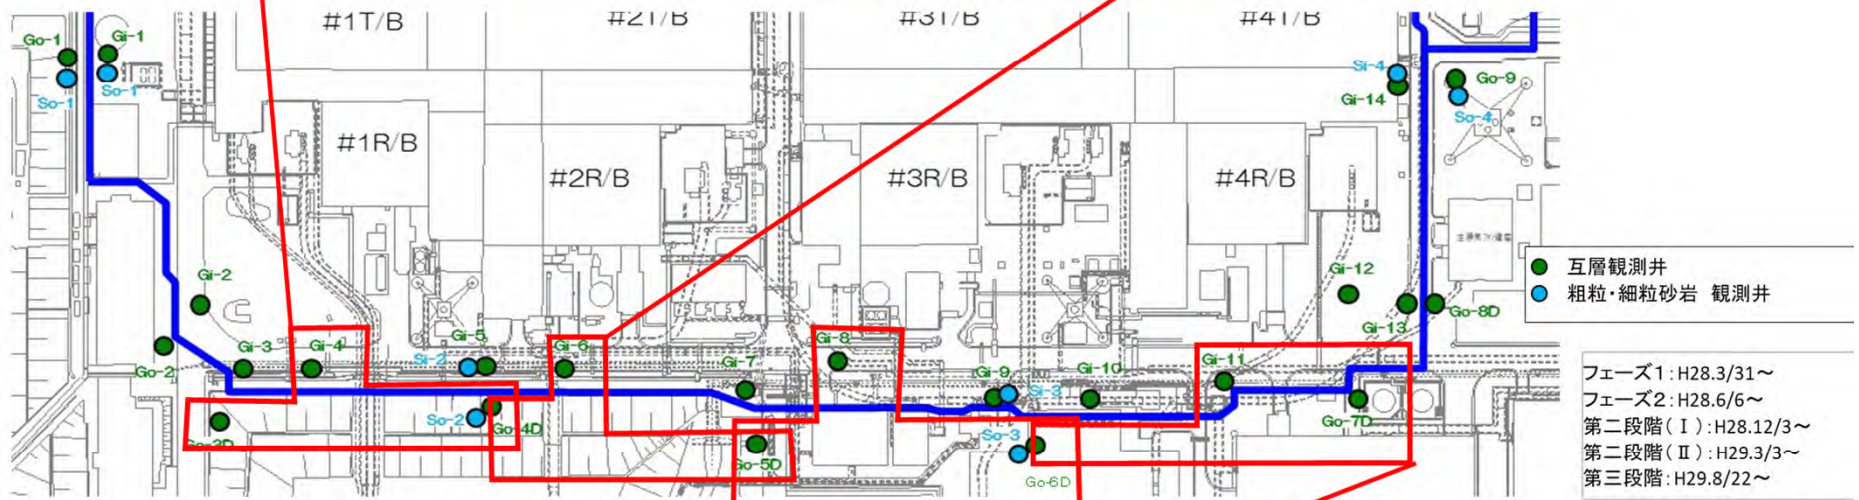 #1T/B
#2T/B
#3T/B
#4T/B
Go-1
Gi-1
So-1
So-1
Si-4
Gi-14
Go-9
So-4
#1R/B
#2R/B
#3R/B
#4R/B
Gi-2
Gi-12
Gi-13
Go-8D
Go-2
Gi-3
Gi-4
Si-2
Gi-5
Gi-6
Gi-7
Gi-8
Gi-9
Si-3
Gi-10
Gi-11
Go-3D
So-2
Go-4D
Go-5D
So-3
Go-6D
Go-7D
互層観測井
粗粒・細粒砂岩 観測井
フェーズ1:H28.3/31~
フェーズ2:H28.6/6~
第二段階(Ⅰ):H28.12/3~
第二段階(Ⅱ):H29.3/3~
第三段階:H29.8/22~